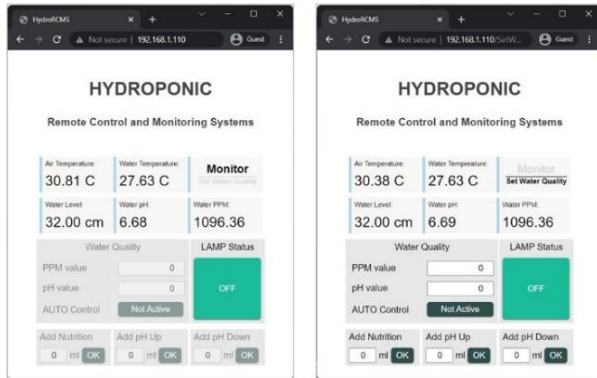 HydroRCMS
Not secure | 192.168.1.110
Guest
HYDROPONIC
Remote Control and Monitoring Systems
Air Temperature:
30.81 C
Water Temperature:
27.63 C
Monitor
Set Water Quality
Water Level:
32.00 cm
Water pH:
6.68
Water PPM:
1096.36
Water Quality
LAMP Status
PPM value 0
pH value 0
OFF
AUTO Control Not Active
Add Nutrition
0 ml OK
Add pH Up
0 ml OK
Add pH Down
0 ml OK
HydroRCMS
Not secure | 192.168.1.110/SetW...
Guest
HYDROPONIC
Remote Control and Monitoring Systems
Air Temperature:
30.38 C
Water Temperature:
27.63 C
Monitor
Set Water Quality
Water Level:
32.00 cm
Water pH:
6.69
Water PPM:
1096.36
Water Quality
LAMP Status
PPM value 0
pH value 0
OFF
AUTO Control Not Active
Add Nutrition
0 ml OK
Add pH Up
0 ml OK
Add pH Down
0 ml OK